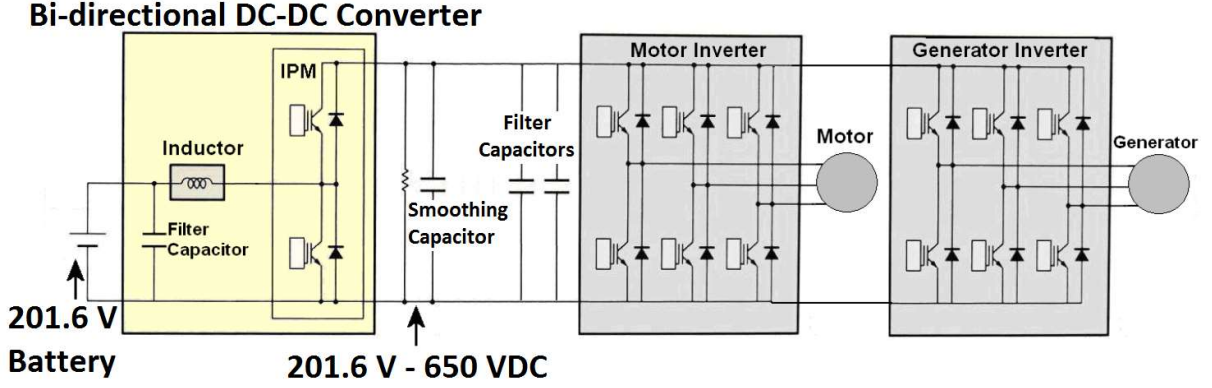 Bi-directional DC-DC Converter
IPM
Inductor
Filter
Capacitor
201.6 V
Battery
Smoothing
Capacitor
201.6 V - 650 VDC
Filter
Capacitors
Motor Inverter
Motor
Generator Inverter
Generator